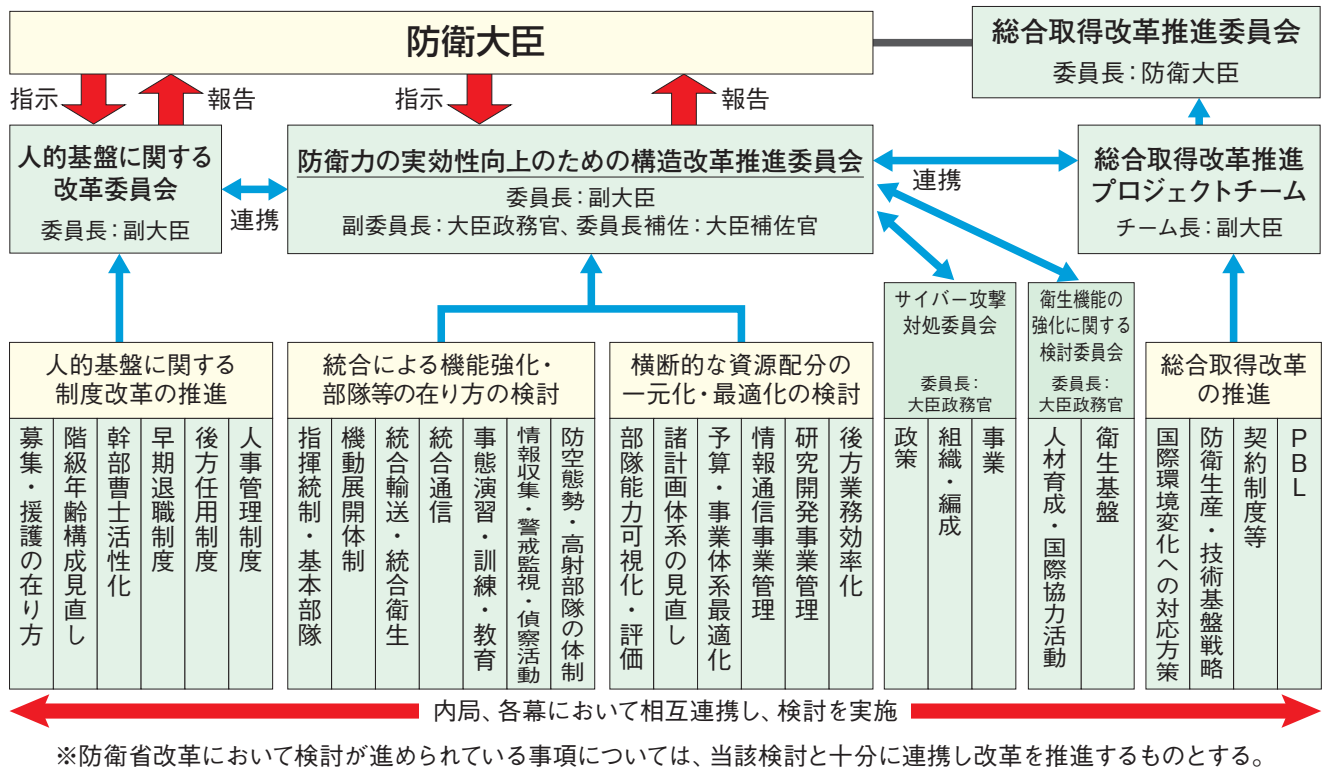 防衛大臣
総合取得改革推進委員会
委員長：防衛大臣
指示
報告
指示
報告
人的基盤に関する
改革委員会
委員長：副大臣
連携
防衛力の実効性向上のための構造改革推進委員会
委員長：副大臣
副委員長：大臣政務官、委員長補佐：大臣補佐官
連携
総合取得改革推進
プロジェクトチーム
チーム長：副大臣
サイバー攻撃
対処委員会
委員長：
大臣政務官
衛生機能の
強化に関する
検討委員会
委員長：
大臣政務官
人的基盤に関する
制度改革の推進
統合による機能強化・
部隊等の在り方の検討
横断的な資源配分の
一元化・最適化の検討
総合取得改革
の推進
募集・援護の在り方
階級年齢構成見直し
幹部曹士活性化
早期退職制度
後方任用制度
人事管理制度
指揮統制・基本部隊
機動展開体制
統合輸送・統合衛生
統合通信
事態演習・訓練・教育
情報収集・警戒監視・偵察活動
防空態勢・高射部隊の体制
部隊能力可視化・評価
諸計画体系の見直し
予算・事業体系最適化
情報通信事業管理
研究開発事業管理
後方業務効率化
政策
組織・編成
事業
人材育成・国際協力活動
衛生基盤
国際環境変化への対応方策
防衛生産・技術基盤戦略
契約制度等
PBL
内局、各幕において相互連携し、検討を実施
※防衛省改革において検討が進められている事項については、当該検討と十分に連携し改革を推進するものとする。